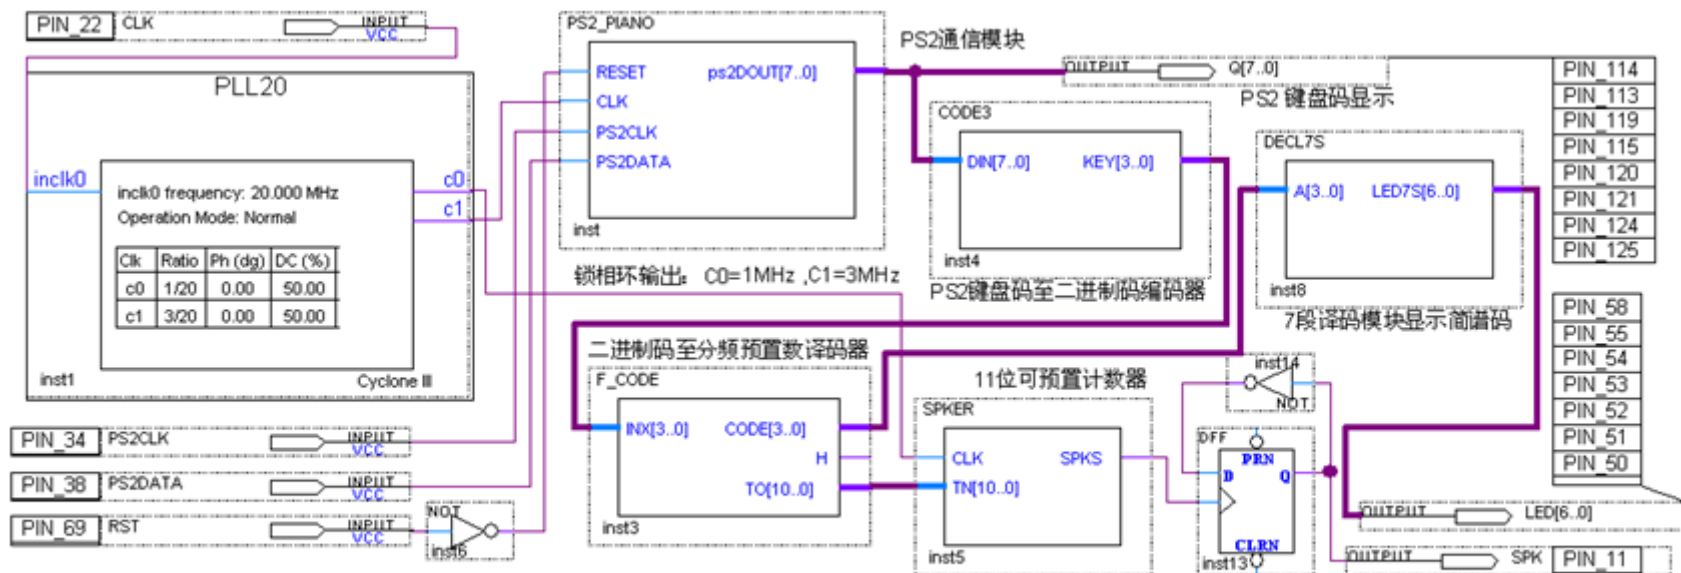 PIN_22 CLK INPUT
VCC
PLL20
inclk0
c0
c1
inclk0 frequency: 20.000 MHz
Operation Mode: Normal
Clk Ratio Ph (dg) DC (%)
c0 1/20 0.00 50.00
c1 3/20 0.00 50.00
inst1
Cyclone III
PIN_34 PS2CLK INPUT
VCC
PIN_38 PS2DATA INPUT
VCC
PIN_69 RST INPUT
VCC
NOT
inst6
PS2_PIANO
RESET ps2DOUT[7..0]
CLK
PS2CLK
PS2DATA
inst
PS2通信模块
锁相环输出: C0=1MHz ,C1=3MHz
OUTPUT Q[7..0]
PS2 键盘码显示
CODE3
DIN[7..0] KEY[3..0]
inst4
PS2键盘码至二进制码编码器
DECL7S
A[3..0] LED7S[6..0]
inst8
7段译码模块显示简谱码
二进制码至分频预置数译码器
F_CODE
INX[3..0] CODE[3..0]
H
TO[10..0]
inst3
11位可预置计数器
SPKER
CLK SPKS
TN[10..0]
inst5
inst14
NOT
DFF
PRN
D Q
CLRN
inst13
PIN_114
PIN_113
PIN_119
PIN_115
PIN_120
PIN_121
PIN_124
PIN_125
PIN_58
PIN_55
PIN_54
PIN_53
PIN_52
PIN_51
PIN_50
OUTPUT LED[6..0]
OUTPUT SPK PIN_11